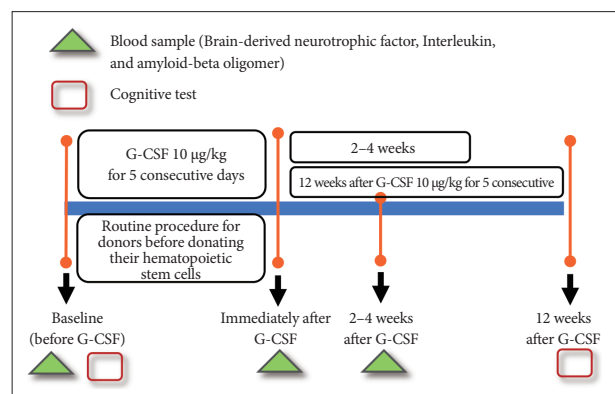 Blood sample (Brain-derived neurotrophic factor, Interleukin,
and amyloid-beta oligomer)
Cognitive test
G-CSF 10 μg/kg
for 5 consecutive days
2–4 weeks
12 weeks after G-CSF 10 μg/kg for 5 consecutive
Routine procedure for
donors before donating
their hematopoietic
stem cells
Baseline
(before G-CSF)
Immediately after
G-CSF
2–4 weeks
after G-CSF
12 weeks
after G-CSF